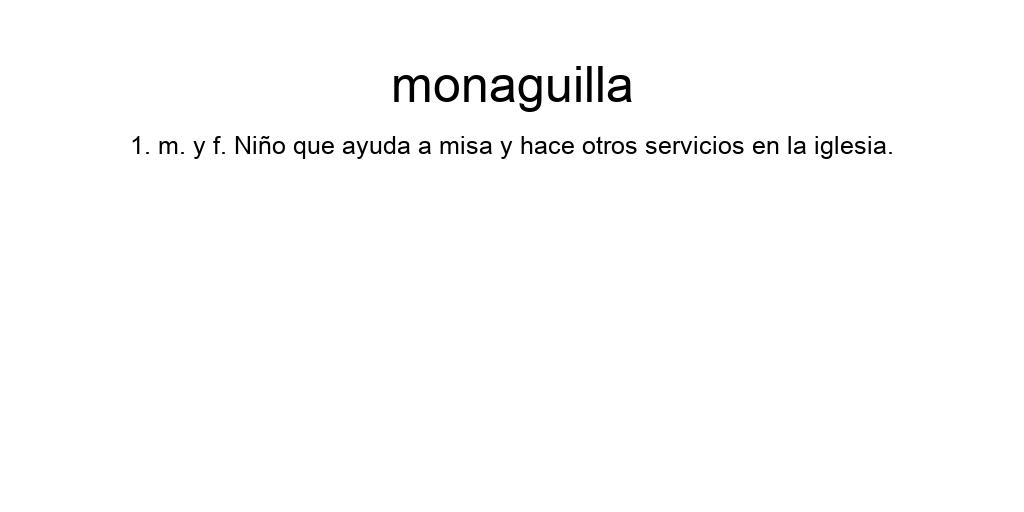 monaguilla
1. m. y f. Niño que ayuda a misa y hace otros servicios en la iglesia.